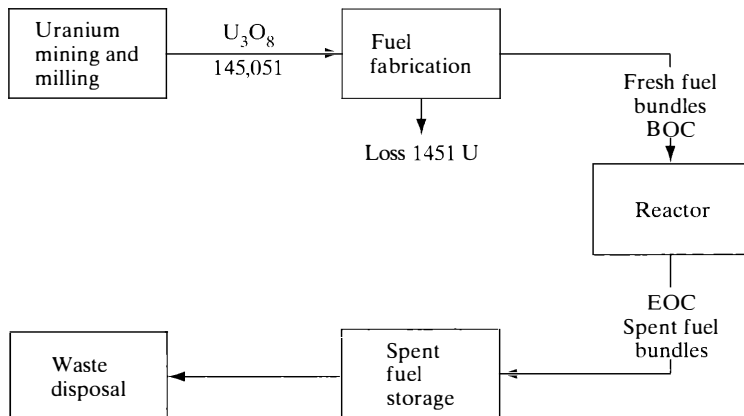 Uranium
mining and
milling
U₃O₈
145,051
Fuel
fabrication
Loss 1451 U
Fresh fuel
bundles
BOC
Reactor
EOC
Spent fuel
bundles
Spent
fuel
storage
Waste
disposal